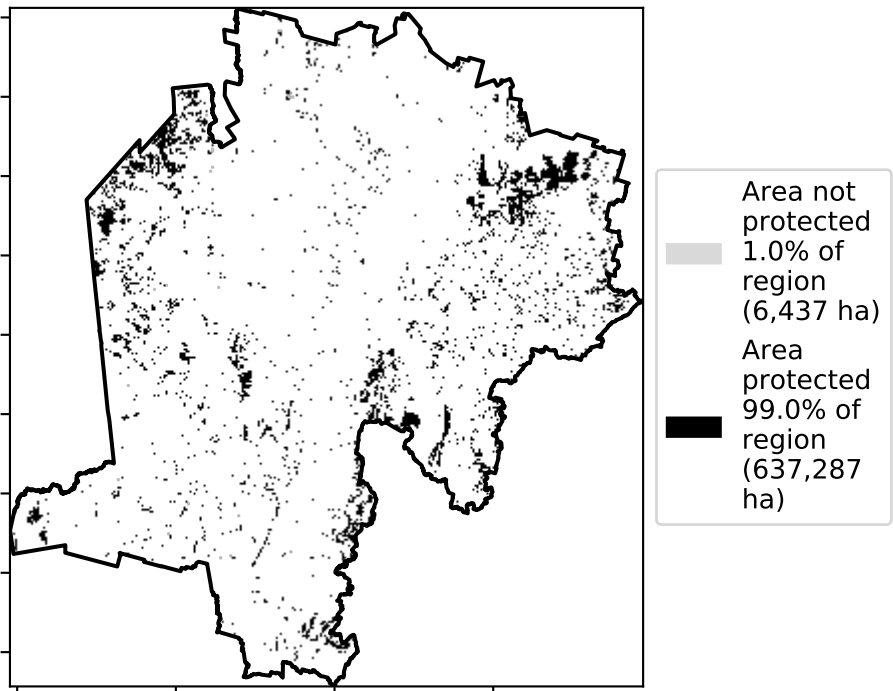 Area not
protected
1.0% of
region
(6,437 ha)
Area
protected
99.0% of
region
(637,287
ha)